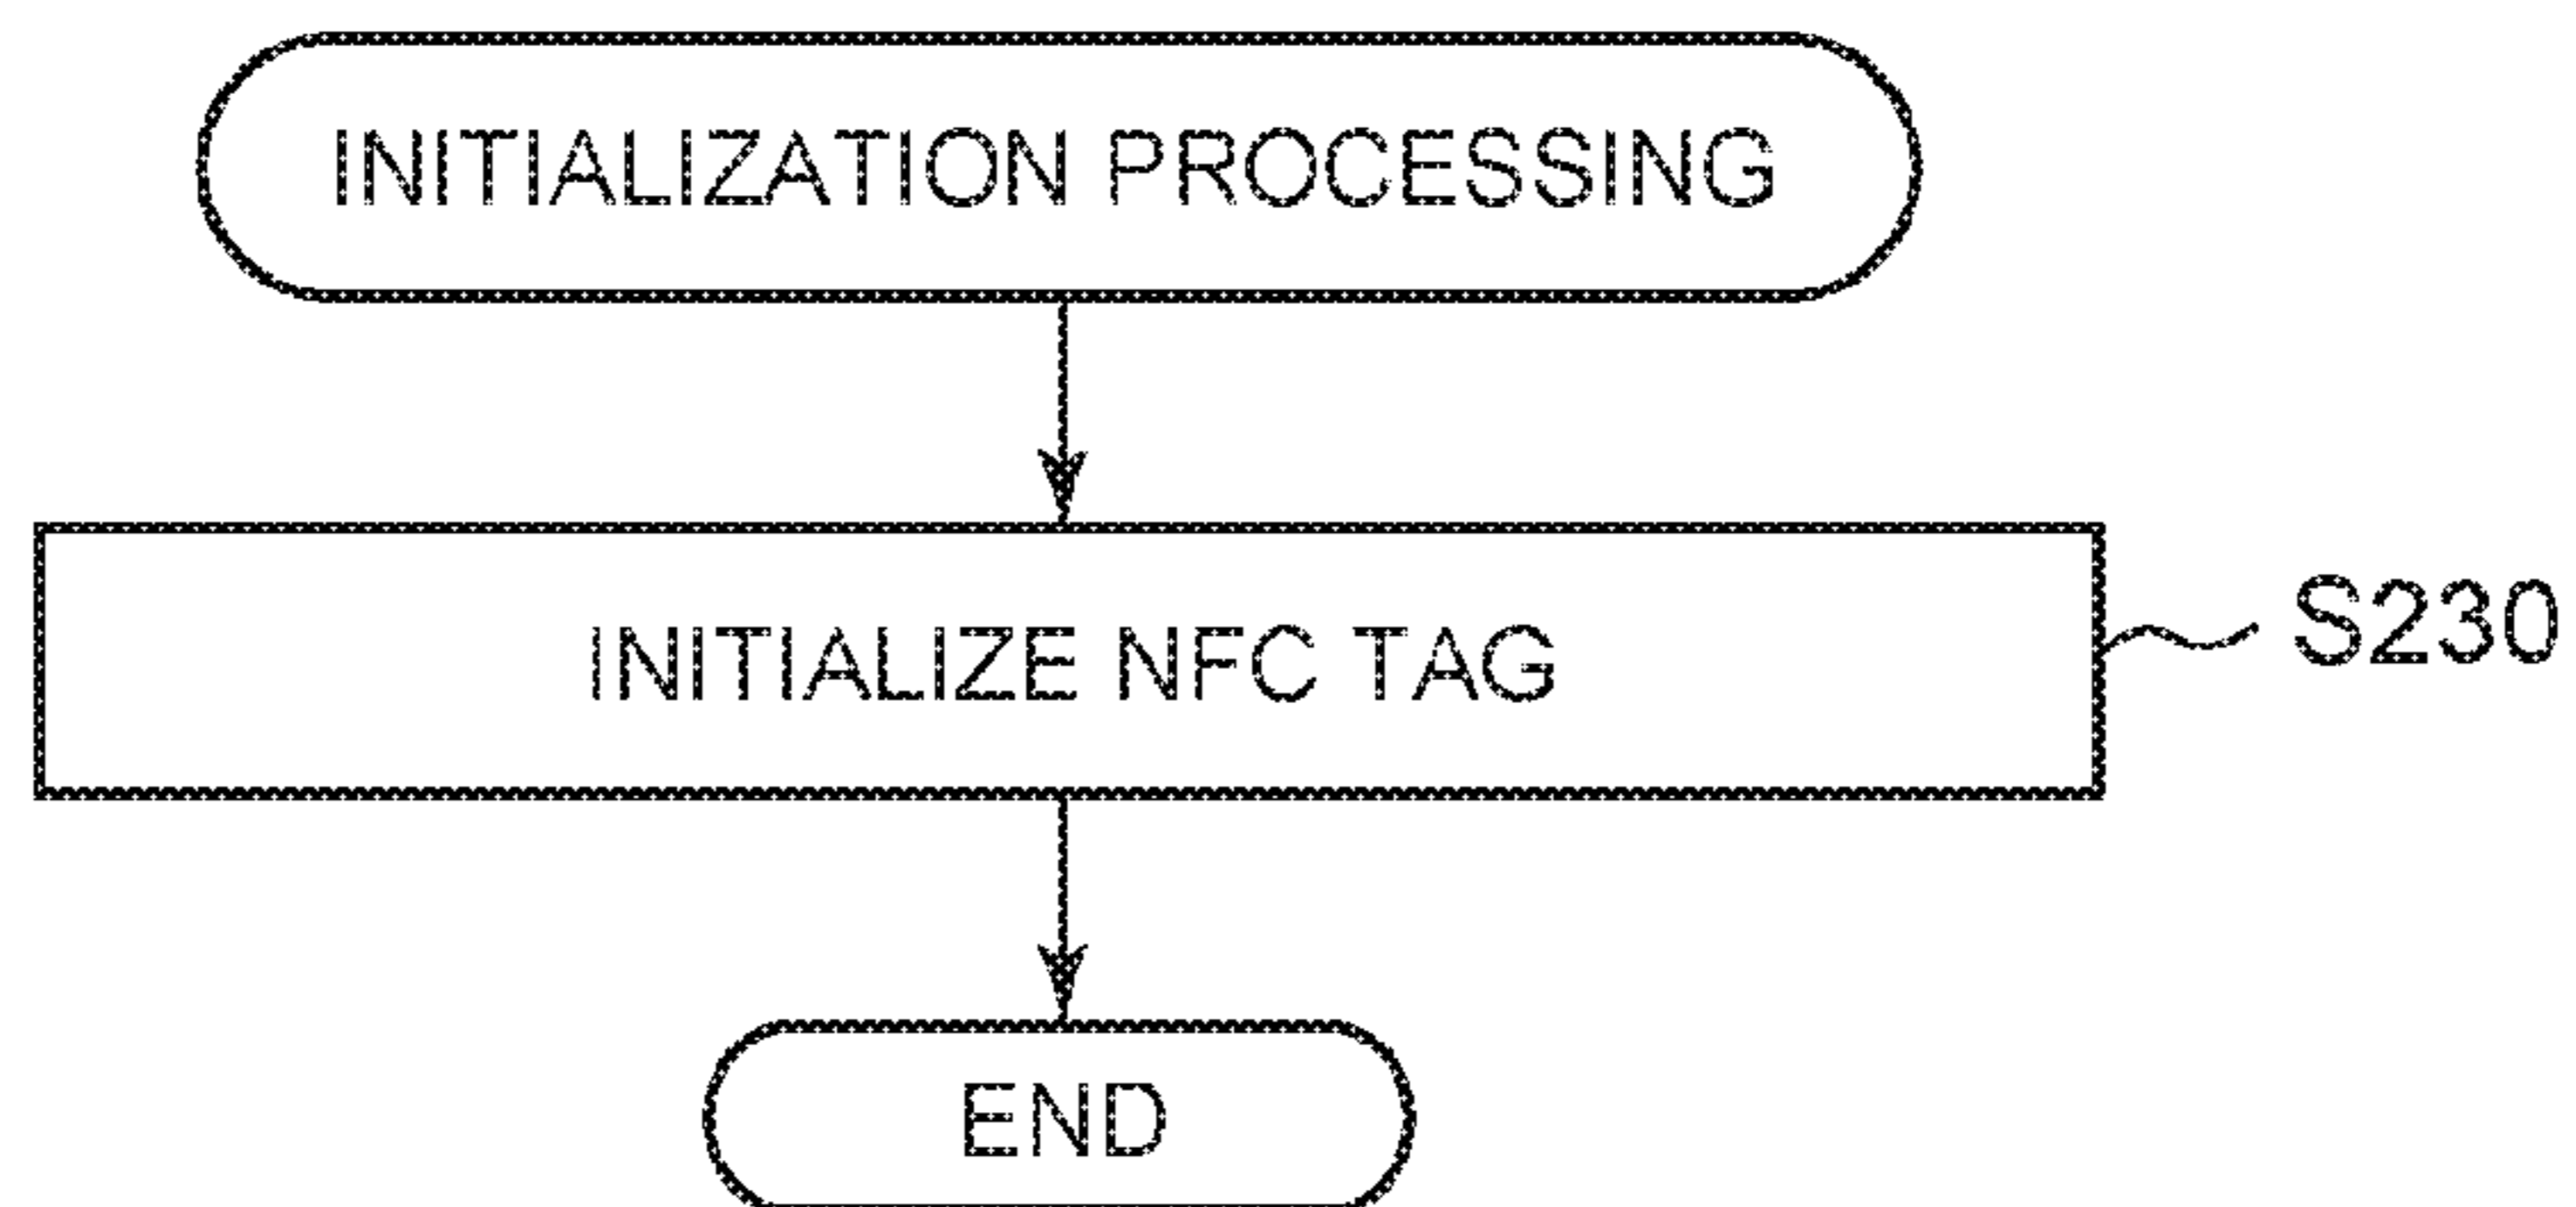 INITIALIZATION PROCESSING
INITIALIZE NFC TAG
S230
END